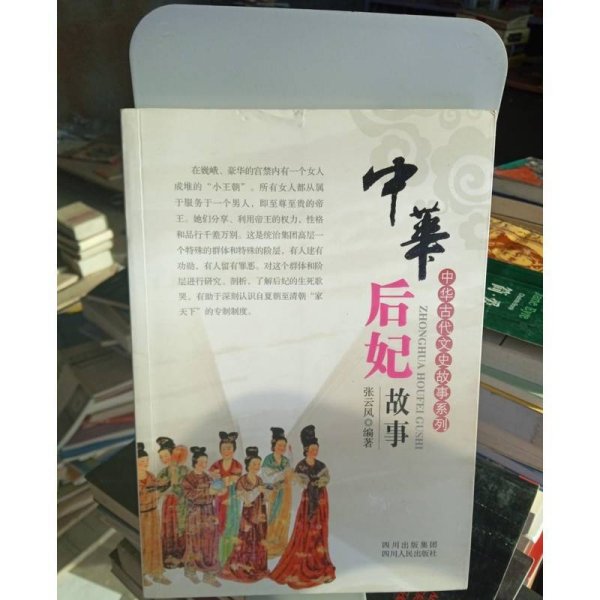 在巍峨、豪华的宫禁内有一个女人
成堆的“小王朝”。所有女人都从属
于服务于一个男人，即至尊至贵的帝
王。她们分享、利用帝王的权力，性格
和品行千差万别。这是统治集团高层一
个特殊的群体和特殊的阶层，有人建有
功勋，有人留有罪恶。对这个群体和阶
层进行研究、剖析，了解后妃的生死歌
哭，有助于深刻认识自夏朝至清朝“家
天下”的专制制度。
中華
后妃
故事
张云风◎编著
中华古代文史故事系列
ZHONGHUA HOUFEI GUSHI
四川出版集团
四川人民出版社